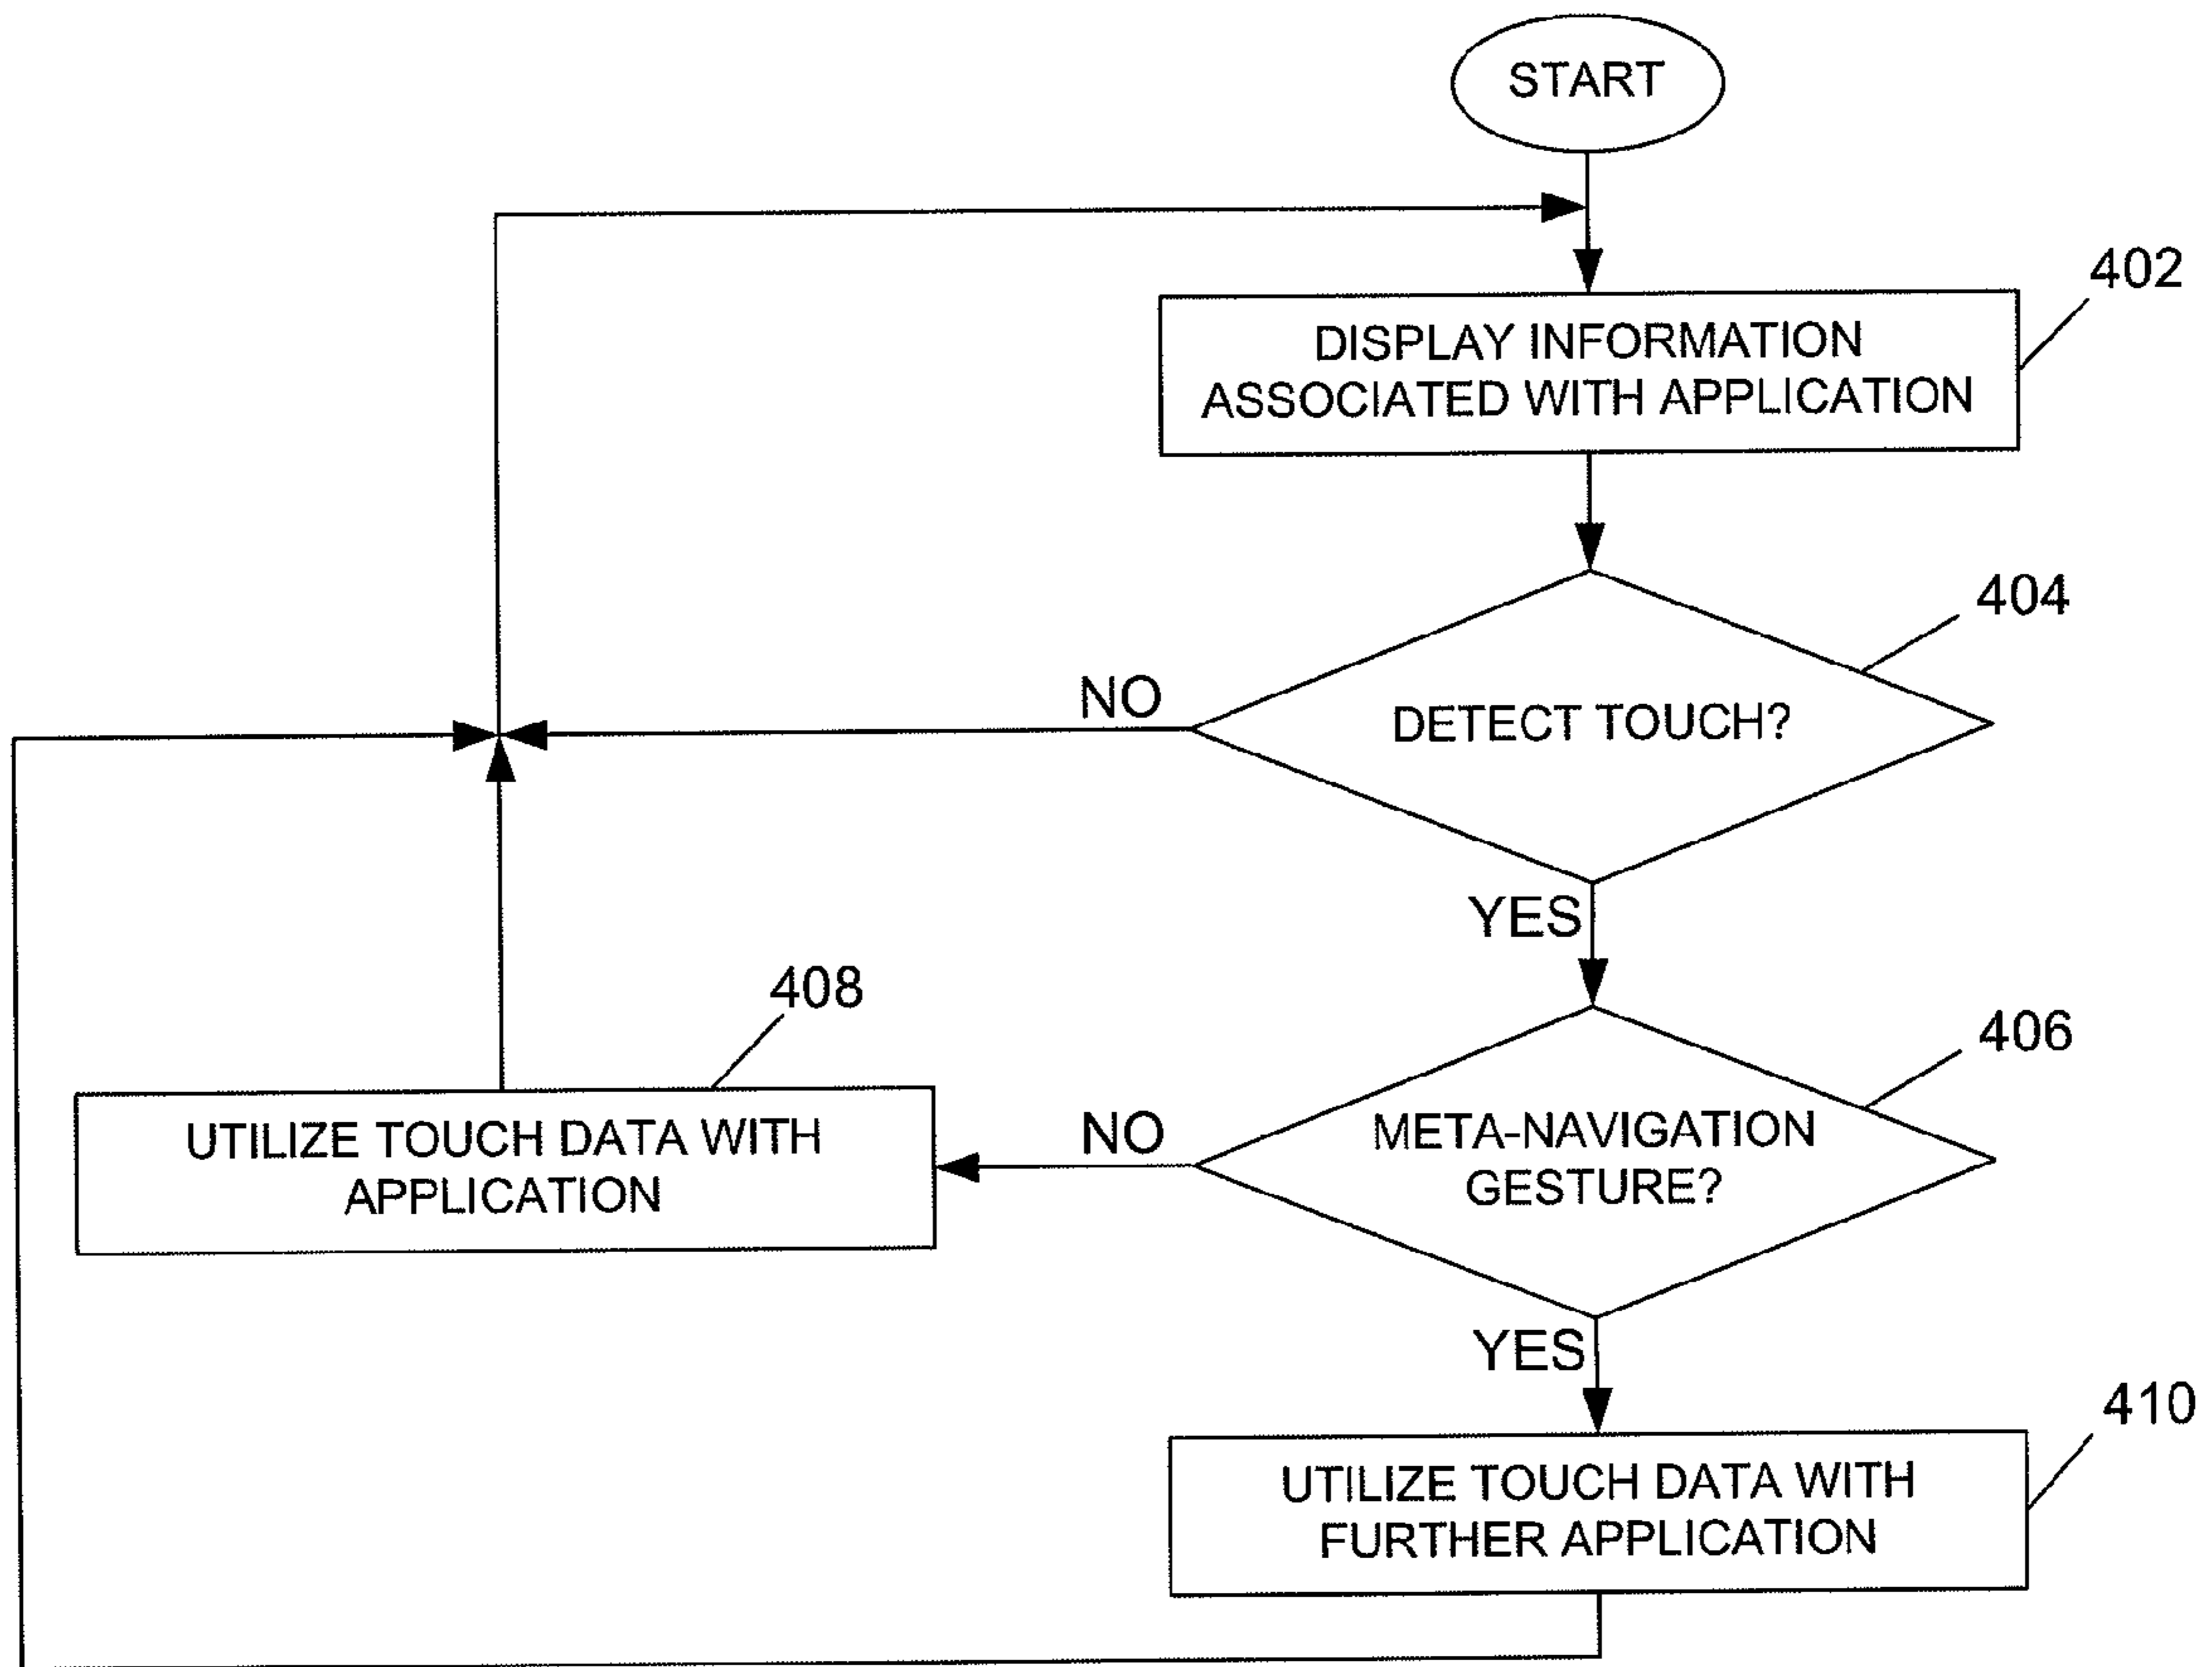 START
402
DISPLAY INFORMATION
ASSOCIATED WITH APPLICATION
404
NO
DETECT TOUCH?
YES
408
406
UTILIZE TOUCH DATA WITH
APPLICATION
NO
META-NAVIGATION
GESTURE?
YES
410
UTILIZE TOUCH DATA WITH
FURTHER APPLICATION